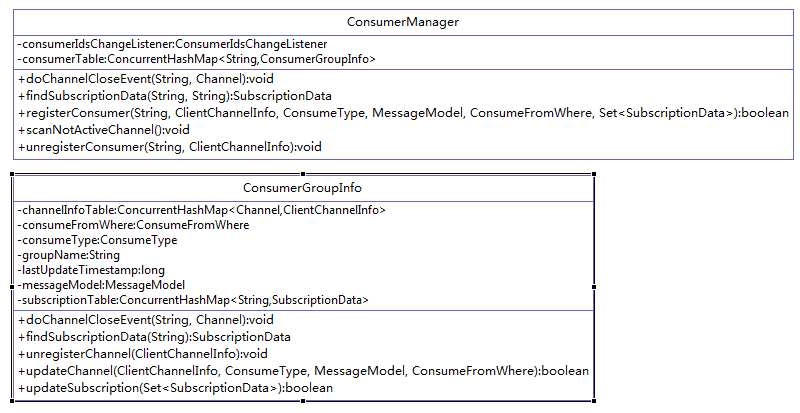 ConsumerManager
-consumerIdsChangeListener:ConsumerIdsChangeListener
-consumerTable:ConcurrentHashMap<String,ConsumerGroupInfo>
+doChannelCloseEvent(String, Channel):void
+findSubscriptionData(String, String):SubscriptionData
+registerConsumer(String, ClientChannelInfo, ConsumeType, MessageModel, ConsumeFromWhere, Set<SubscriptionData>):boolean
+scanNotActiveChannel():void
+unregisterConsumer(String, ClientChannelInfo):void
ConsumerGroupInfo
-channelInfoTable:ConcurrentHashMap<Channel,ClientChannelInfo>
-consumeFromWhere:ConsumeFromWhere
-consumeType:ConsumeType
-groupName:String
-lastUpdateTimestamp:long
-messageModel:MessageModel
-subscriptionTable:ConcurrentHashMap<String,SubscriptionData>
+doChannelCloseEvent(String, Channel):void
+findSubscriptionData(String):SubscriptionData
+unregisterChannel(ClientChannelInfo):void
+updateChannel(ClientChannelInfo, ConsumeType, MessageModel, ConsumeFromWhere):boolean
+updateSubscription(Set<SubscriptionData>):boolean